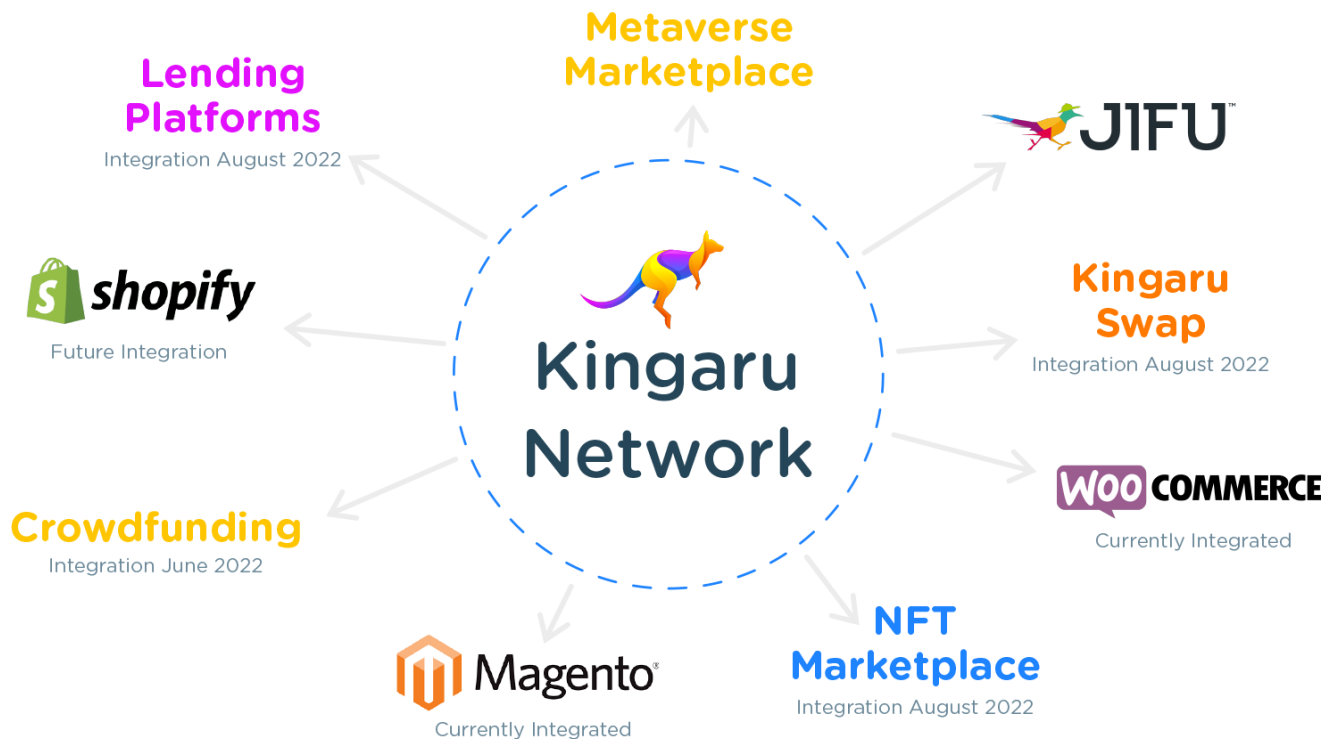 Metaverse
Marketplace
Lending
Platforms
Integration August 2022
JIFU™
S shopify
Future Integration
Kingaru
Network
Kingaru
Swap
Integration August 2022
WOO COMMERCE
Currently Integrated
Crowdfunding
Integration June 2022
NFT
Marketplace
Integration August 2022
Magento®
Currently Integrated